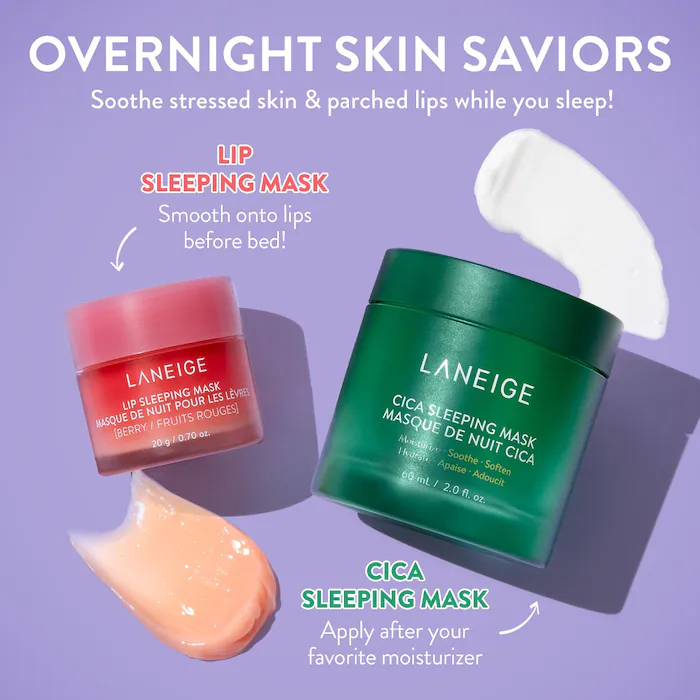 OVERNIGHT SKIN SAVIORS
Soothe stressed skin & parched lips while you sleep!
LIP
SLEEPING MASK
Smooth onto lips
before bed!
LANEIGE
LIP SLEEPING MASK
MASQUE DE NUIT POUR LES LÈVRES
[BERRY / FRUITS ROUGES]
20 g / 0.70 oz.
LANEIGE
CICA SLEEPING MASK
MASQUE DE NUIT CICA
Moisturize · Soothe · Soften
Hydrate · Apaise · Adoucit
60 mL / 2.0 fl. oz.
CICA
SLEEPING MASK
Apply after your
favorite moisturizer